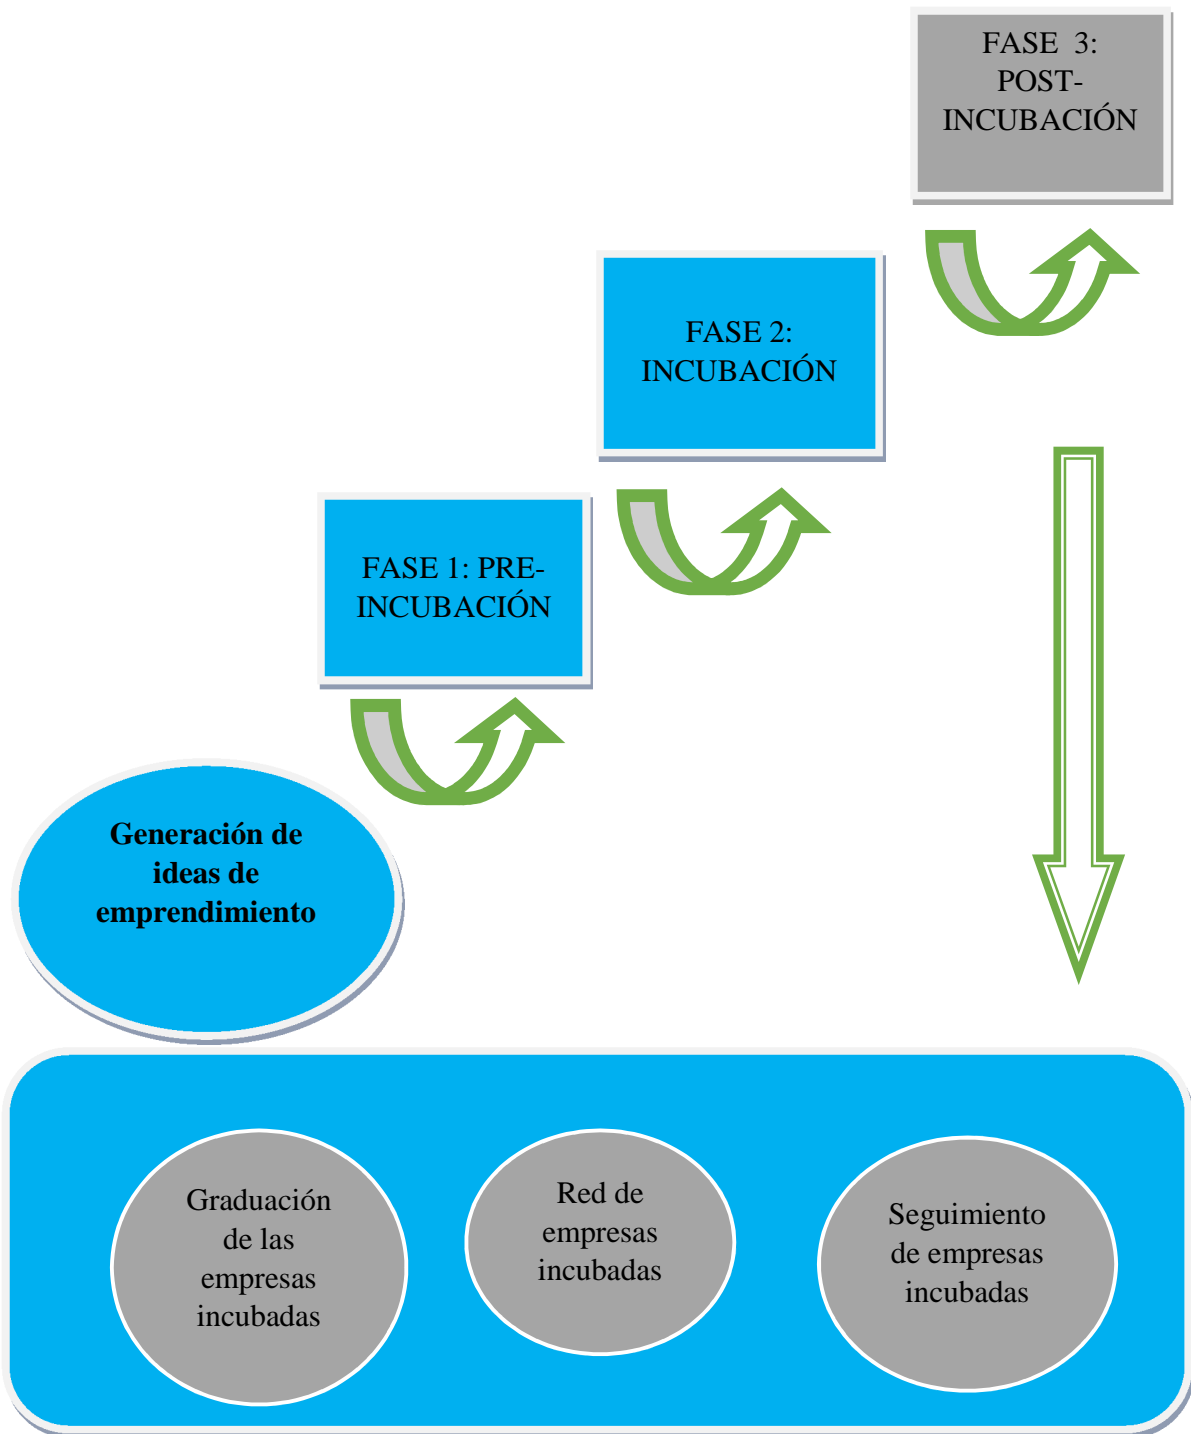 FASE 3:
POST-
INCUBACIÓN
FASE 2:
INCUBACIÓN
FASE 1: PRE-
INCUBACIÓN
Generación de
ideas de
emprendimiento
Graduación
de las
empresas
incubadas
Red de
empresas
incubadas
Seguimiento
de empresas
incubadas